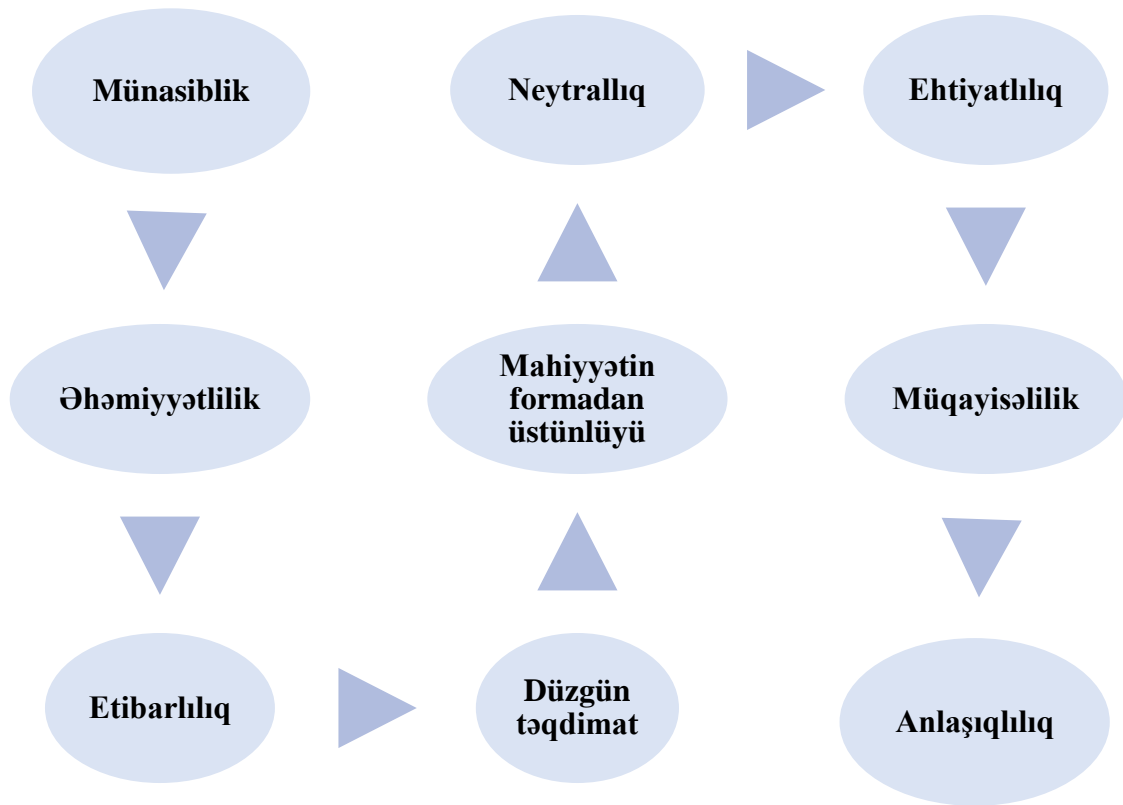 Münasiblik
Əhəmiyyətlilik
Etibarlılıq
Düzgün
təqdimat
Mahiyyətin
formadan
üstünlüyü
Neytrallıq
Ehtiyatlılıq
Müqayisəlilik
Anlaşıqlılıq